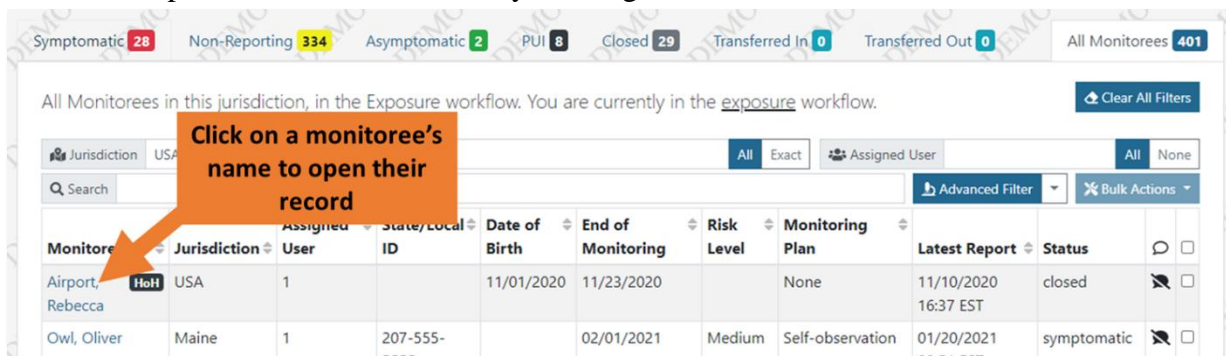 Symptomatic 28 Non-Reporting 334 Asymptomatic 2 PUI 8 Closed 29 Transferred In 0 Transferred Out 0 All Monitorees 401
All Monitorees in this jurisdiction, in the Exposure workflow. You are currently in the exposure workflow.
Clear All Filters
Click on a monitoree's
name to open their
record
Jurisdiction USA All Exact Assigned User All None
Search Advanced Filter Bulk Actions
Monitoree Jurisdiction Assigned User State/Local ID Date of Birth End of Monitoring Risk Level Monitoring Plan Latest Report Status
Airport, Rebecca HoH USA 1 11/01/2020 11/23/2020 None 11/10/2020 16:37 EST closed
Owl, Oliver Maine 1 207-555- 02/01/2021 Medium Self-observation 01/20/2021 symptomatic
DEMO